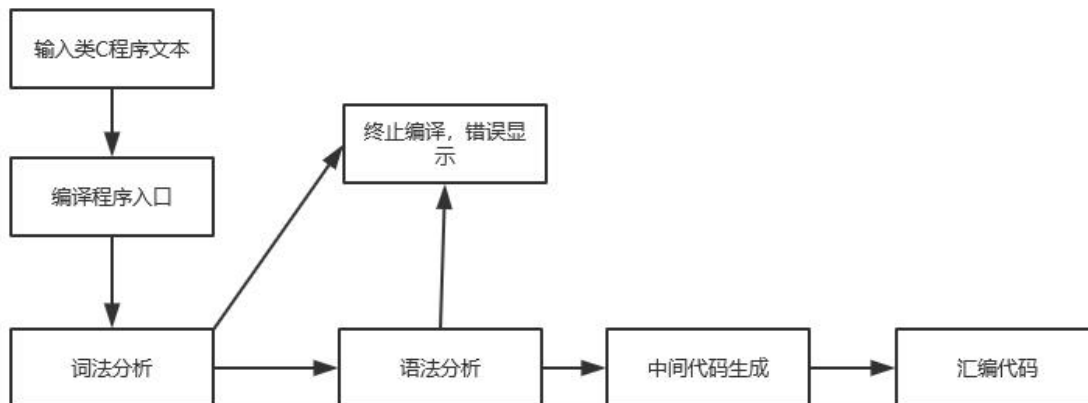 输入类C程序文本
终止编译，错误显
示
编译程序入口
词法分析
语法分析
中间代码生成
汇编代码